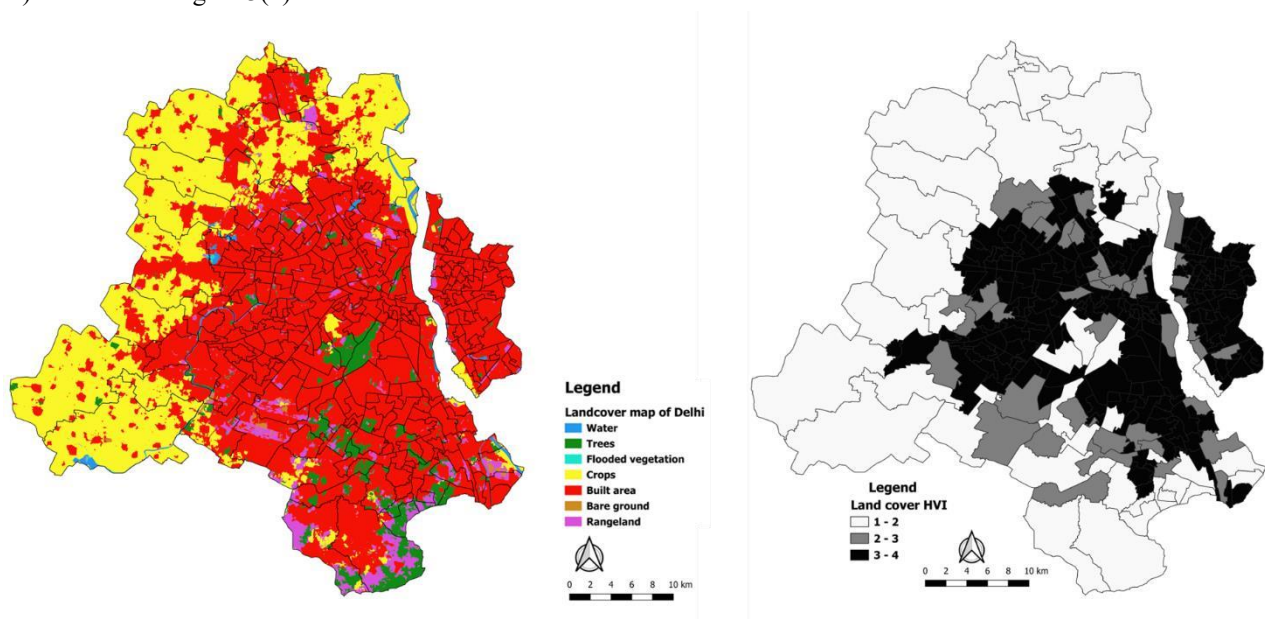 Legend
Landcover map of Delhi
Water
Trees
Flooded vegetation
Crops
Built area
Bare ground
Rangeland
0 2 4 6 8 10 km
Legend
Land cover HVI
1 - 2
2 - 3
3 - 4
0 2 4 6 8 10 km